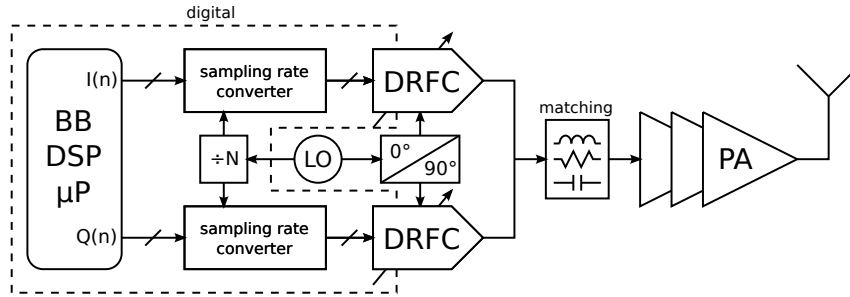 digital
I(n)
sampling rate
converter
DRFC
BB
DSP
µP
÷N
LO
0°
90°
matching
PA
Q(n)
sampling rate
converter
DRFC